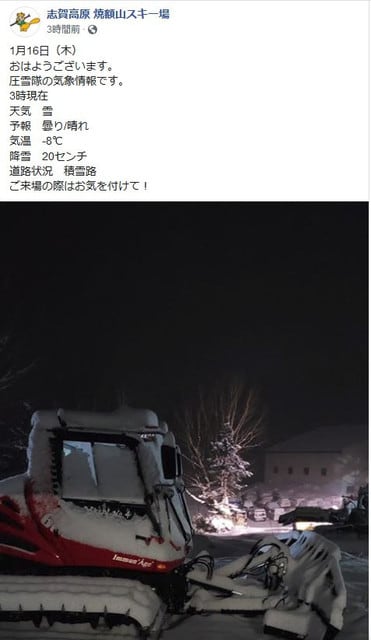 志賀高原 焼額山スキー場
3時間前
1月16日（木）
おはようございます。
圧雪隊の気象情報です。
3時現在
天気　雪
予報　曇り/晴れ
気温　-8℃
降雪　20センチ
道路状況　積雪路
ご来場の際はお気を付けて！